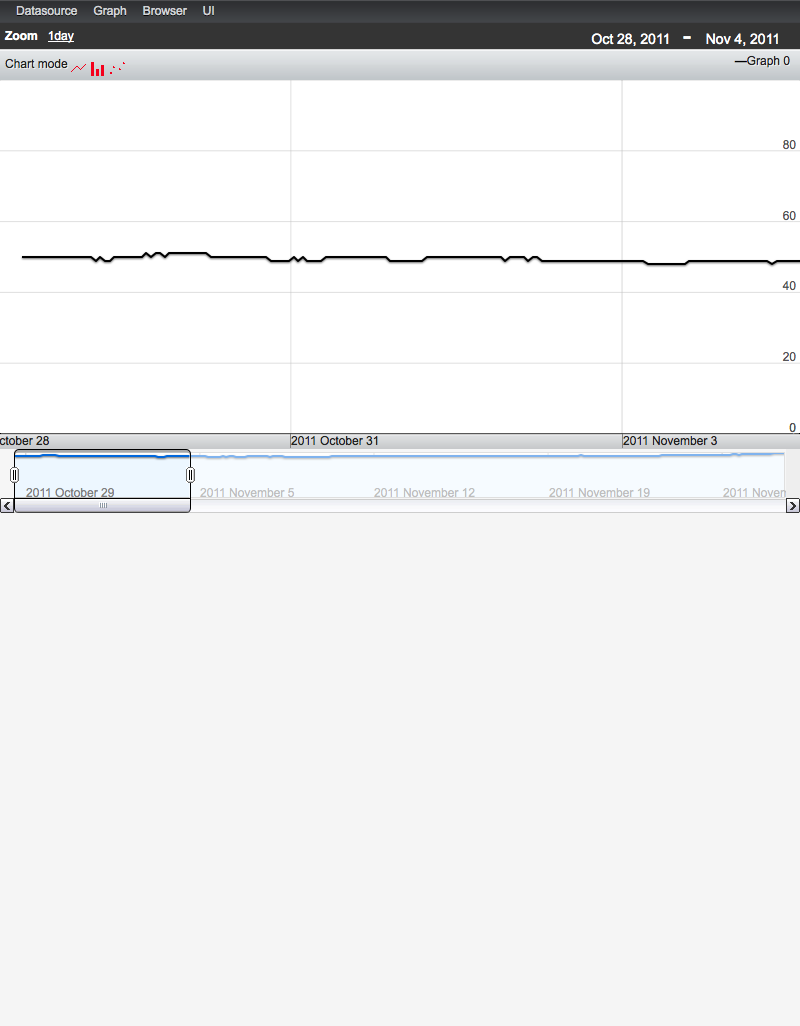 Datasource Graph Browser UI
Zoom 1day
Oct 28, 2011 – Nov 4, 2011
Chart mode
Graph 0
80
60
40
20
0
ctober 28 2011 October 31 2011 November 3
2011 October 29 2011 November 5 2011 November 12 2011 November 19 2011 Noven